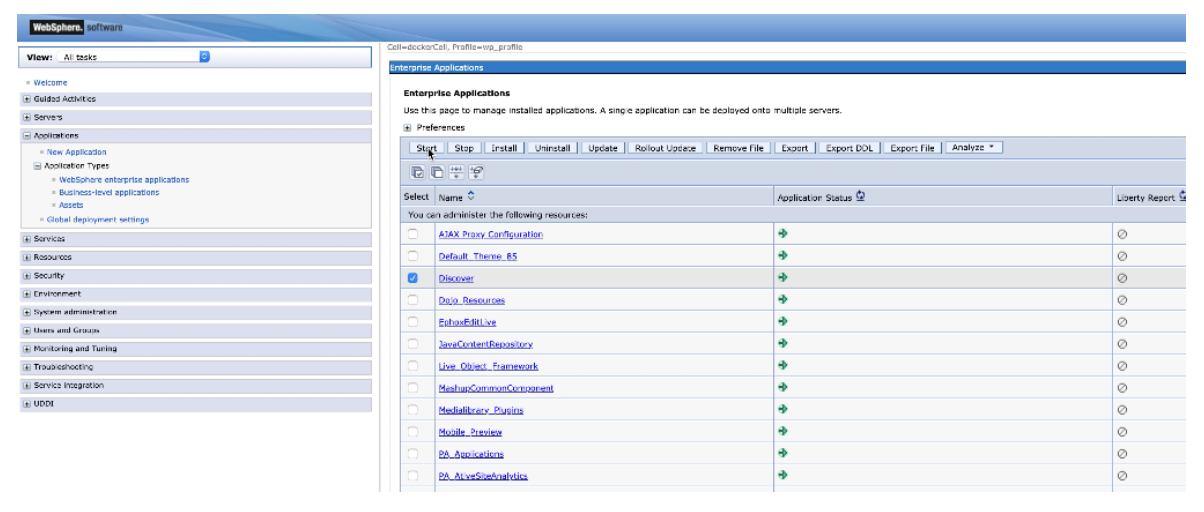 WebSphere. software
View: All tasks
Welcome
Guided Activities
Servers
Applications
New Application
Application Types
WebSphere enterprise applications
Business-level applications
Assets
Global deployment settings
Services
Resources
Security
Environment
System administration
Users and Groups
Monitoring and Tuning
Troubleshooting
Service integration
UDDI
Cell=dockerCell, Profile=wp_profile
Enterprise Applications
Enterprise Applications
Use this page to manage installed applications. A single application can be deployed onto multiple servers.
Preferences
Start Stop Install Uninstall Update Rollout Update Remove File Export Export DDL Export File Analyze
Select Name Application Status Liberty Report
You can administer the following resources:
AJAX Proxy Configuration
Default_Theme_85
Discover
Dojo_Resources
EphoxEditLive
JavaContentRepository
Live_Object_Framework
MashupCommonComponent
Medialibrary_Plugins
Mobile_Preview
PA_Applications
PA_AtiveSiteAnalytics